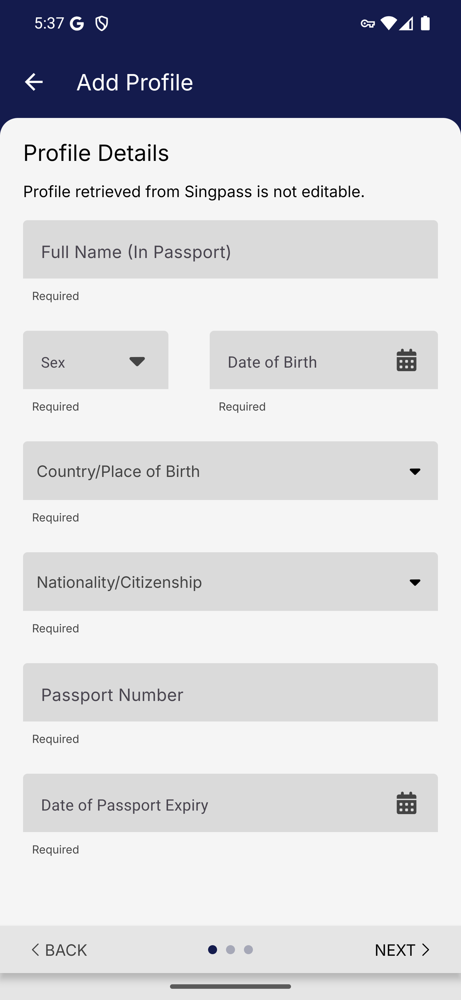 5:37
Add Profile
Profile Details
Profile retrieved from Singpass is not editable.
Full Name (In Passport)
Required
Sex
Date of Birth
Required
Required
Country/Place of Birth
Required
Nationality/Citizenship
Required
Passport Number
Required
Date of Passport Expiry
Required
BACK
NEXT